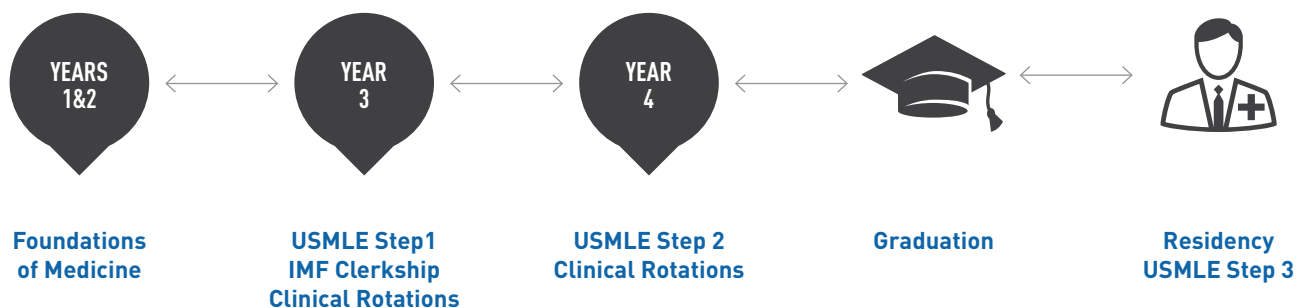 YEARS
1&2
YEAR
3
YEAR
4
Foundations
of Medicine
USMLE Step1
IMF Clerkship
Clinical Rotations
USMLE Step 2
Clinical Rotations
Graduation
Residency
USMLE Step 3